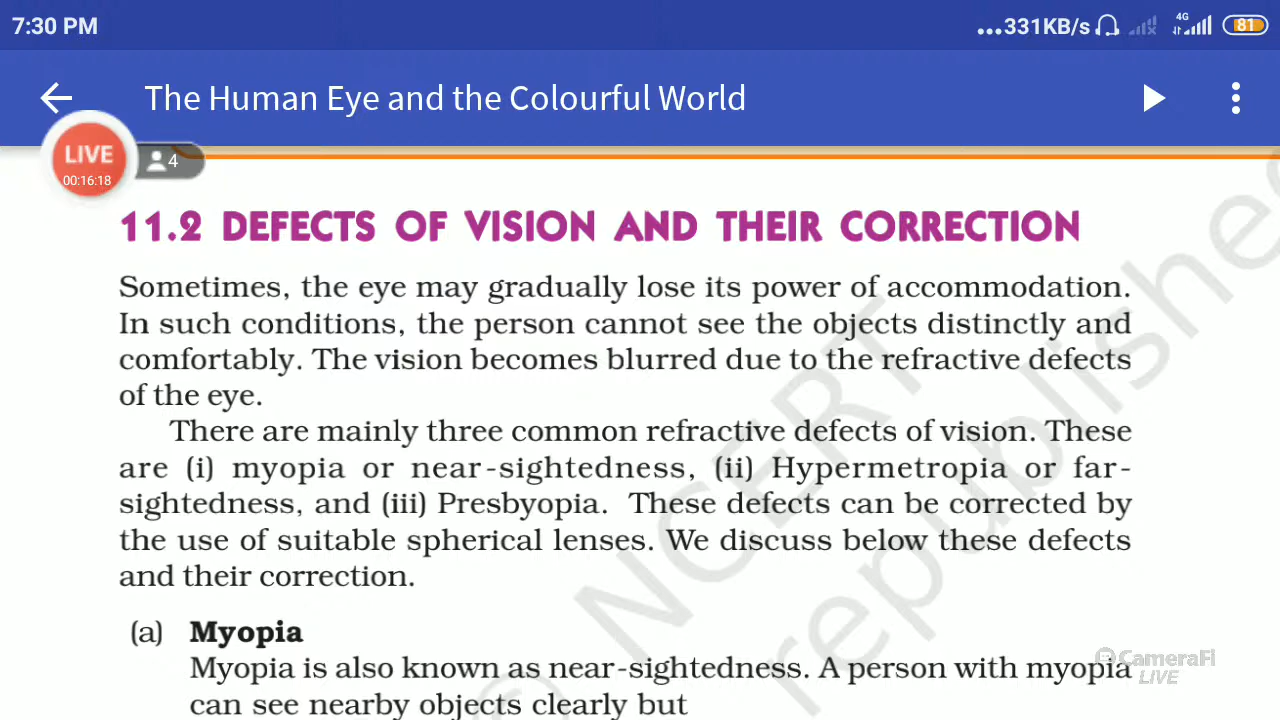 7:30 PM
...331KB/s 4G 81
The Human Eye and the Colourful World
LIVE
00:16:18
4
11.2 DEFECTS OF VISION AND THEIR CORRECTION
Sometimes, the eye may gradually lose its power of accommodation.
In such conditions, the person cannot see the objects distinctly and
comfortably. The vision becomes blurred due to the refractive defects
of the eye.
There are mainly three common refractive defects of vision. These
are (i) myopia or near-sightedness, (ii) Hypermetropia or far-
sightedness, and (iii) Presbyopia. These defects can be corrected by
the use of suitable spherical lenses. We discuss below these defects
and their correction.
(a) Myopia
Myopia is also known as near-sightedness. A person with myopia
can see nearby objects clearly but
© NCERT
republishe
CameraFi
LIVE